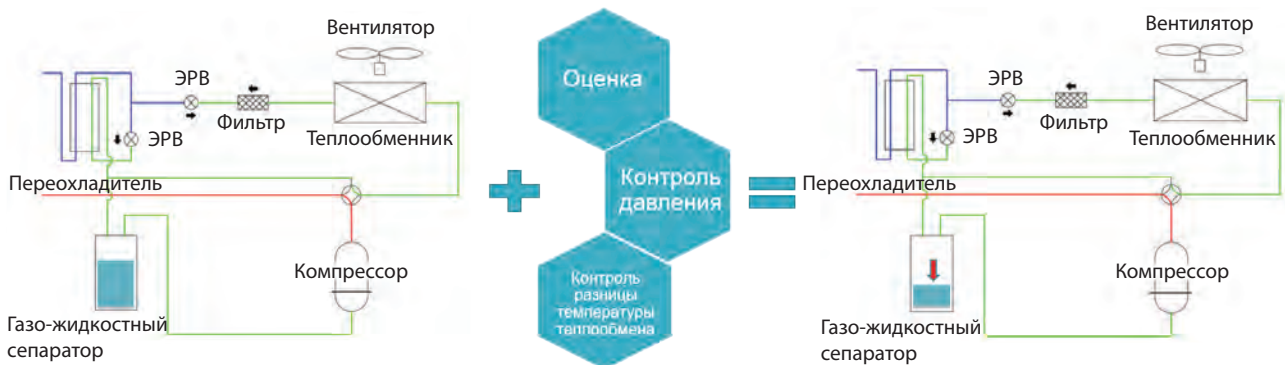 Вентилятор
ЭРВ
Фильтр
Теплообменник
ЭРВ
Переохладитель
Компрессор
Газо-жидкостный
сепаратор
Оценка
Контроль
давления
Контроль
разницы
температуры
теплообмена
Вентилятор
ЭРВ
Фильтр
Теплообменник
ЭРВ
Переохладитель
Компрессор
Газо-жидкостный
сепаратор